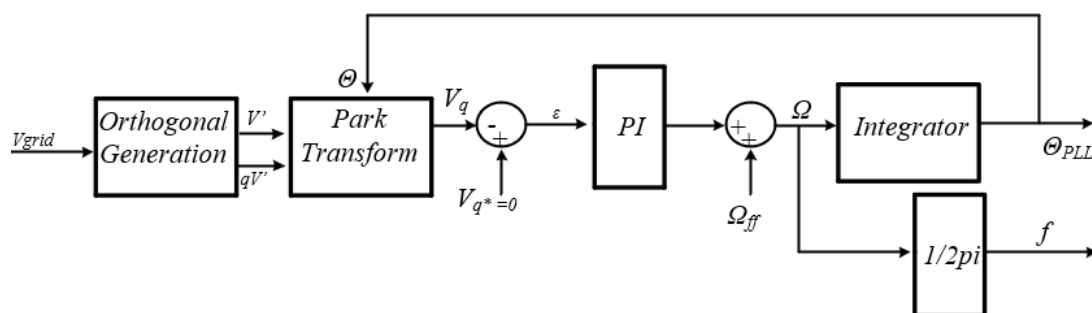 Θ
Vgrid
Orthogonal
Generation
V'
qV'
Park
Transform
Vq
-
+
Vq*=0
ε
PI
+
+
Ωff
Ω
Integrator
ΘPLL
1/2pi
f